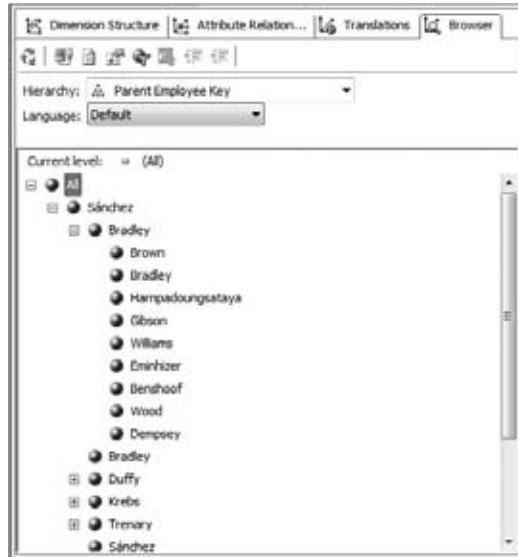 Dimension Structure Attribute Relation... Translations Browser
Hierarchy: Parent Employee Key
Language: Default
Current level: (All)
All
Sánchez
Bradley
Brown
Bradley
Hampadoungsataya
Gibson
Williams
Eminhizer
Benshoof
Wood
Dempsey
Bradley
Duffy
Krebs
Trenary
Sánchez